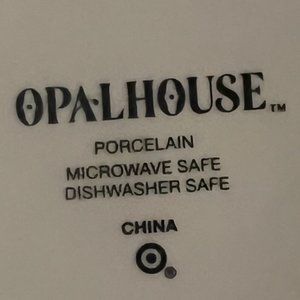 OPALHOUSE™
PORCELAIN
MICROWAVE SAFE
DISHWASHER SAFE
CHINA